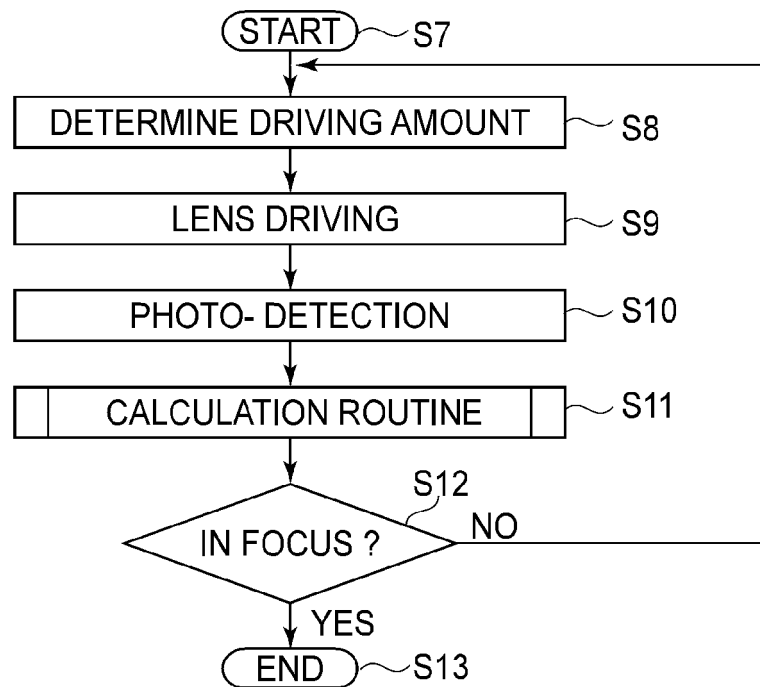 START S7
DETERMINE DRIVING AMOUNT S8
LENS DRIVING S9
PHOTO- DETECTION S10
CALCULATION ROUTINE S11
S12
IN FOCUS ? NO
YES
END S13